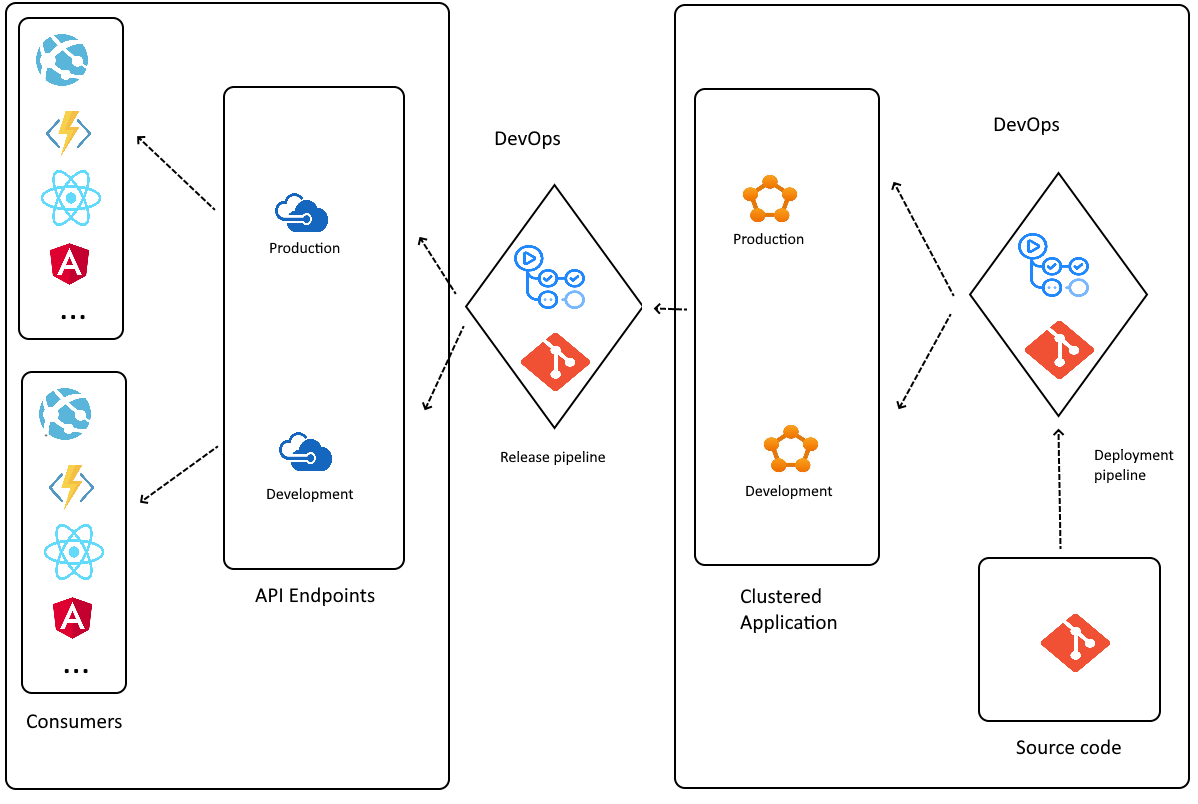 ...
...
Consumers
Production
Development
API Endpoints
DevOps
Release pipeline
Production
Development
Clustered
Application
DevOps
Deployment
pipeline
Source code